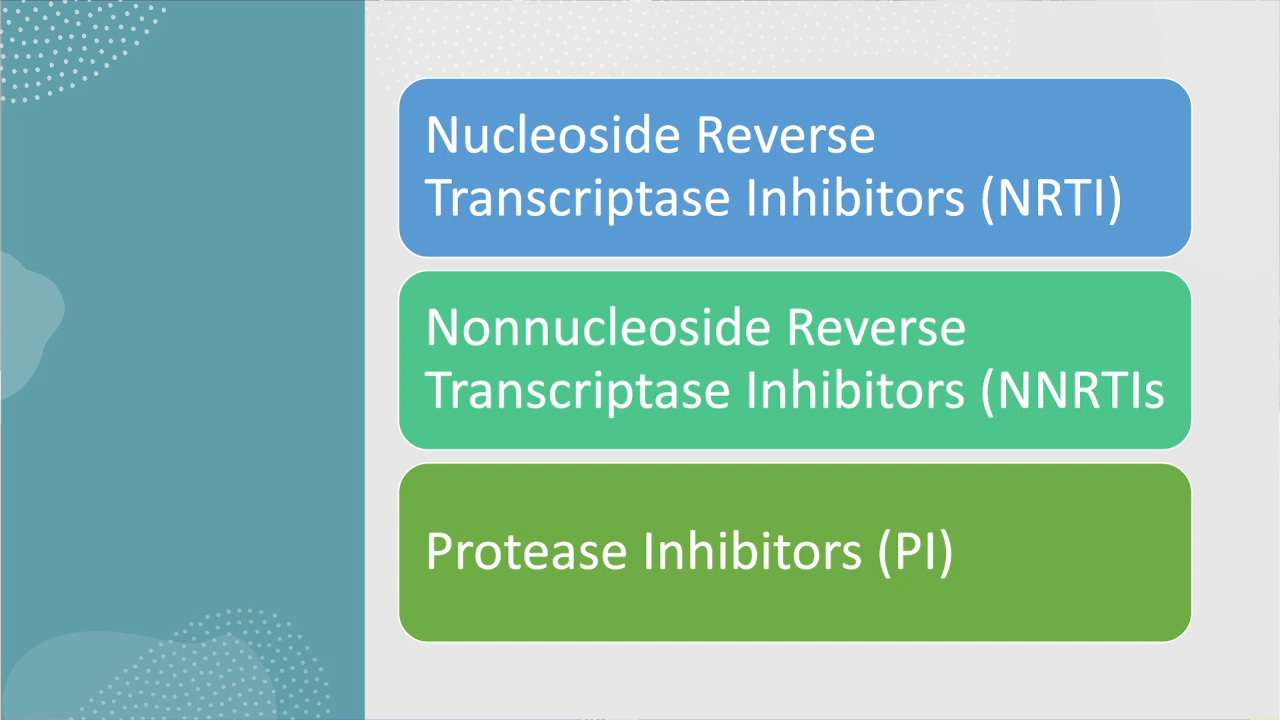 Nucleoside Reverse
Transcriptase Inhibitors (NRTI)
Nonnucleoside Reverse
Transcriptase Inhibitors (NNRTIs
Protease Inhibitors (PI)